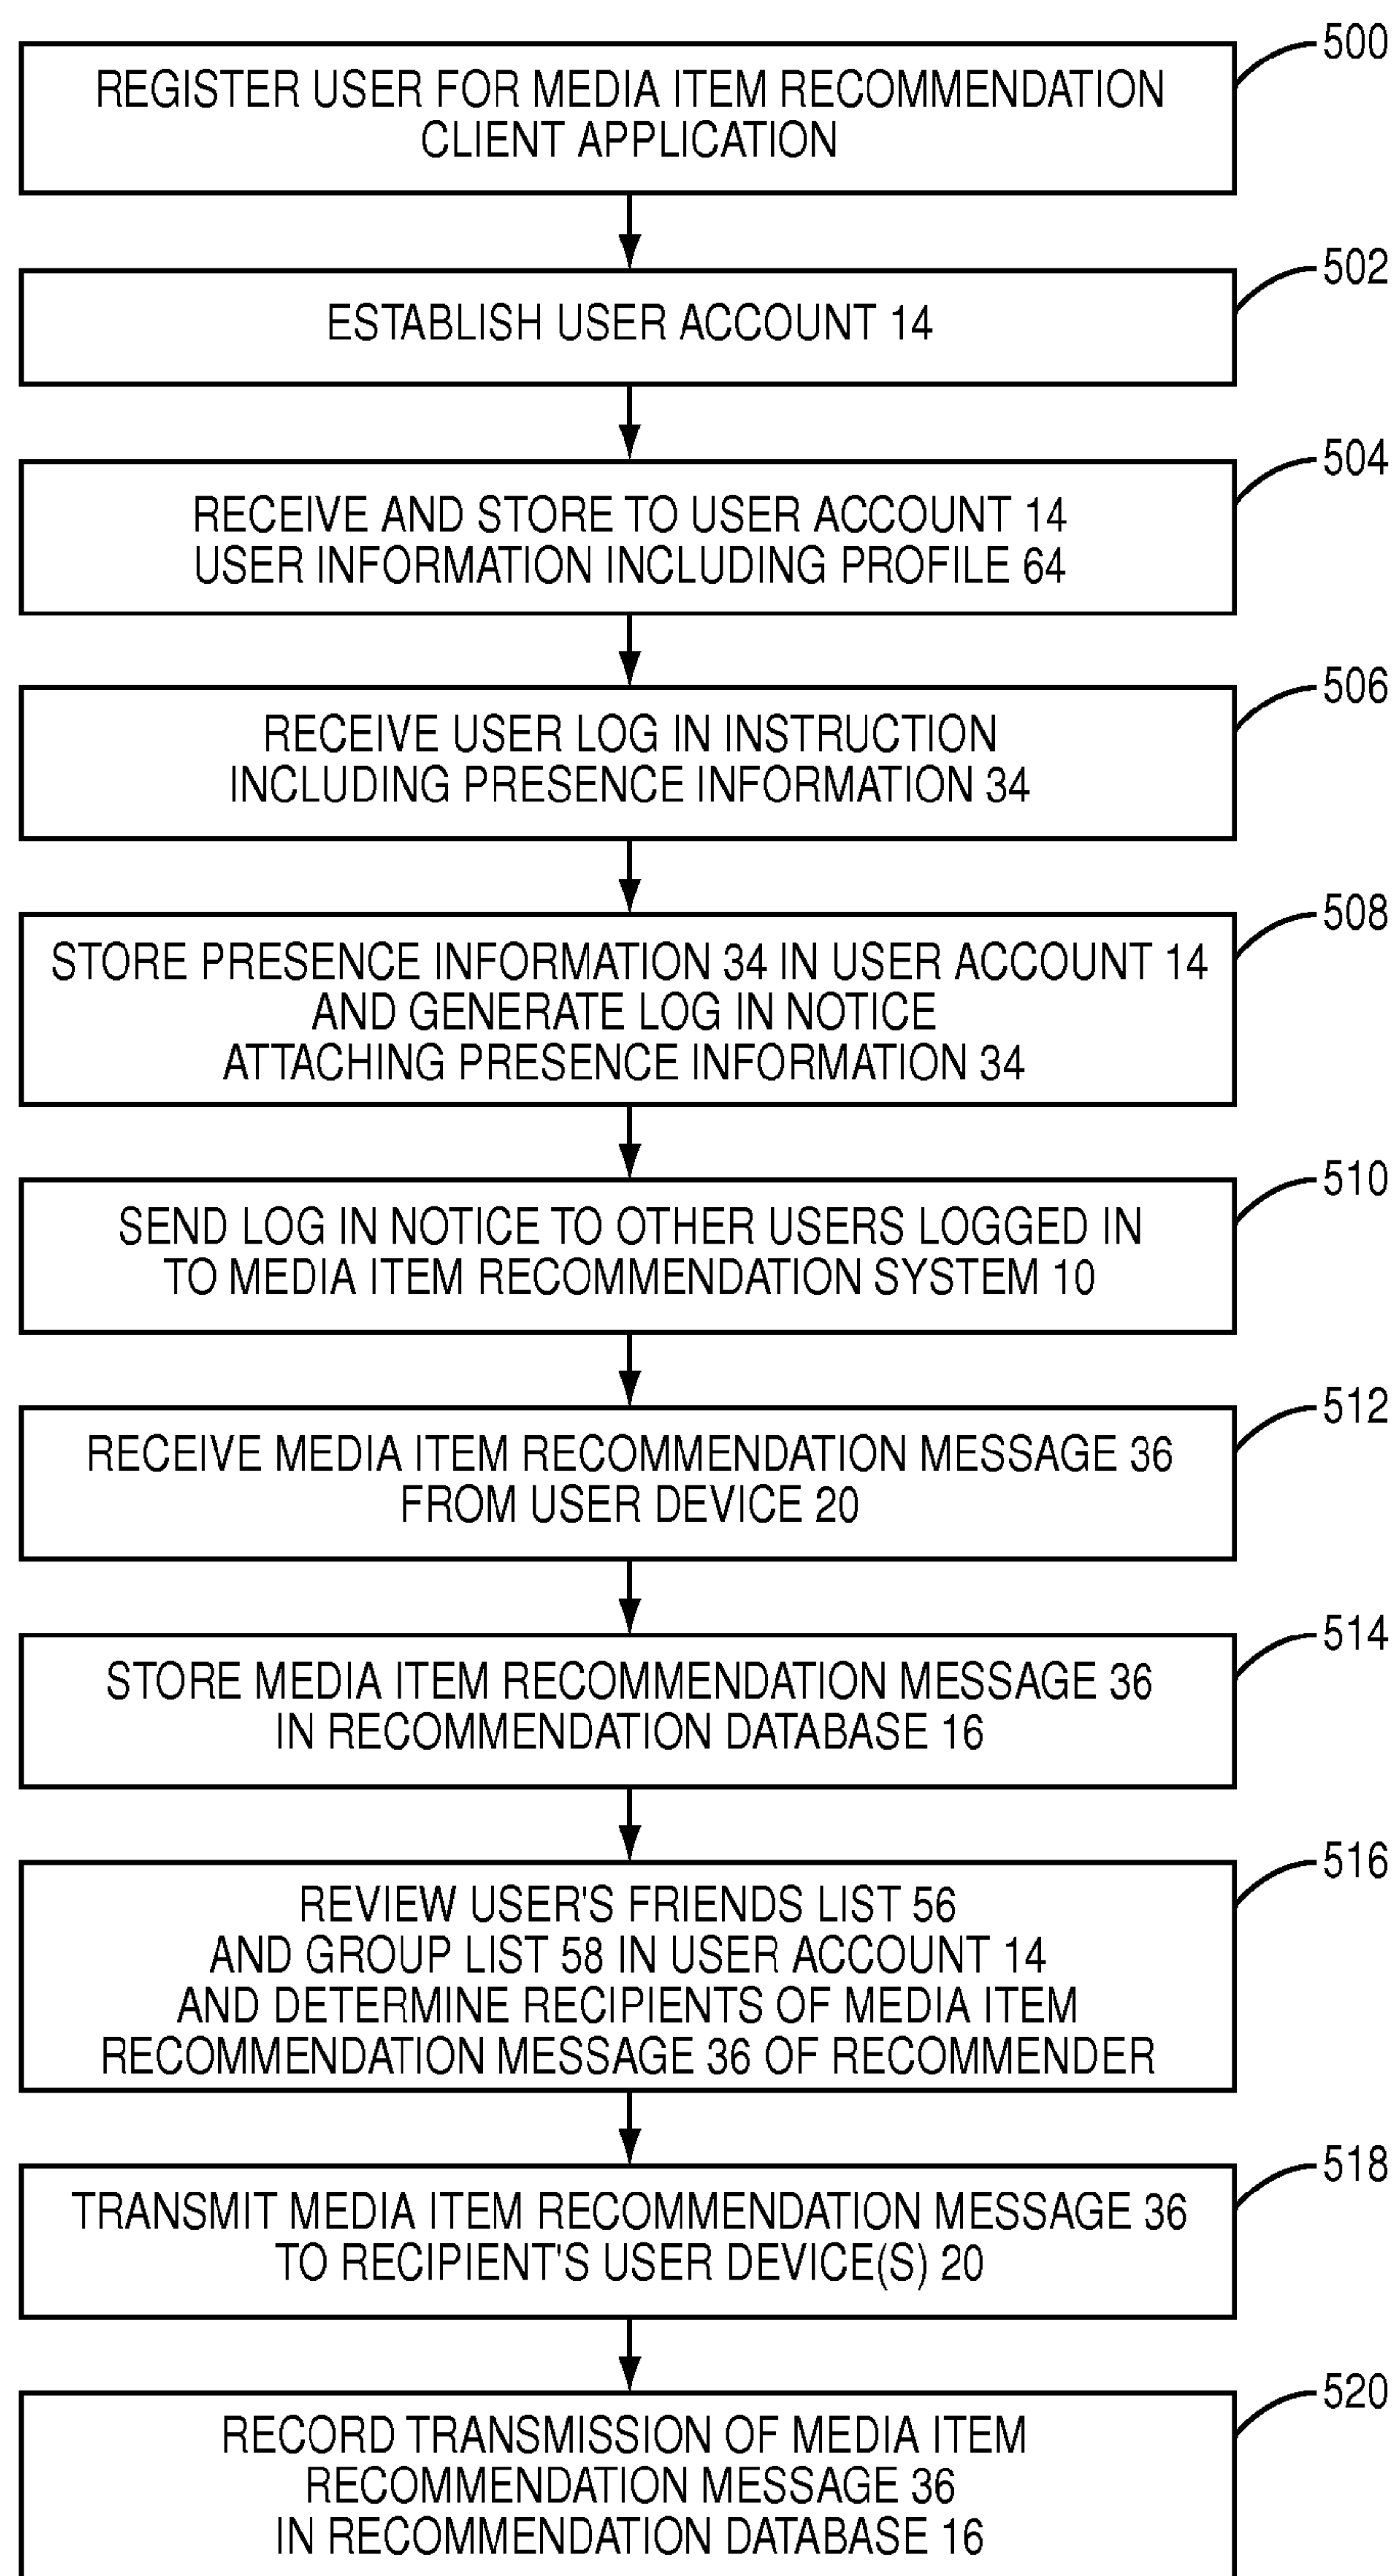 500
REGISTER USER FOR MEDIA ITEM RECOMMENDATION
CLIENT APPLICATION
502
ESTABLISH USER ACCOUNT 14
504
RECEIVE AND STORE TO USER ACCOUNT 14
USER INFORMATION INCLUDING PROFILE 64
506
RECEIVE USER LOG IN INSTRUCTION
INCLUDING PRESENCE INFORMATION 34
508
STORE PRESENCE INFORMATION 34 IN USER ACCOUNT 14
AND GENERATE LOG IN NOTICE
ATTACHING PRESENCE INFORMATION 34
510
SEND LOG IN NOTICE TO OTHER USERS LOGGED IN
TO MEDIA ITEM RECOMMENDATION SYSTEM 10
512
RECEIVE MEDIA ITEM RECOMMENDATION MESSAGE 36
FROM USER DEVICE 20
514
STORE MEDIA ITEM RECOMMENDATION MESSAGE 36
IN RECOMMENDATION DATABASE 16
516
REVIEW USER'S FRIENDS LIST 56
AND GROUP LIST 58 IN USER ACCOUNT 14
AND DETERMINE RECIPIENTS OF MEDIA ITEM
RECOMMENDATION MESSAGE 36 OF RECOMMENDER
518
TRANSMIT MEDIA ITEM RECOMMENDATION MESSAGE 36
TO RECIPIENT'S USER DEVICE(S) 20
520
RECORD TRANSMISSION OF MEDIA ITEM
RECOMMENDATION MESSAGE 36
IN RECOMMENDATION DATABASE 16